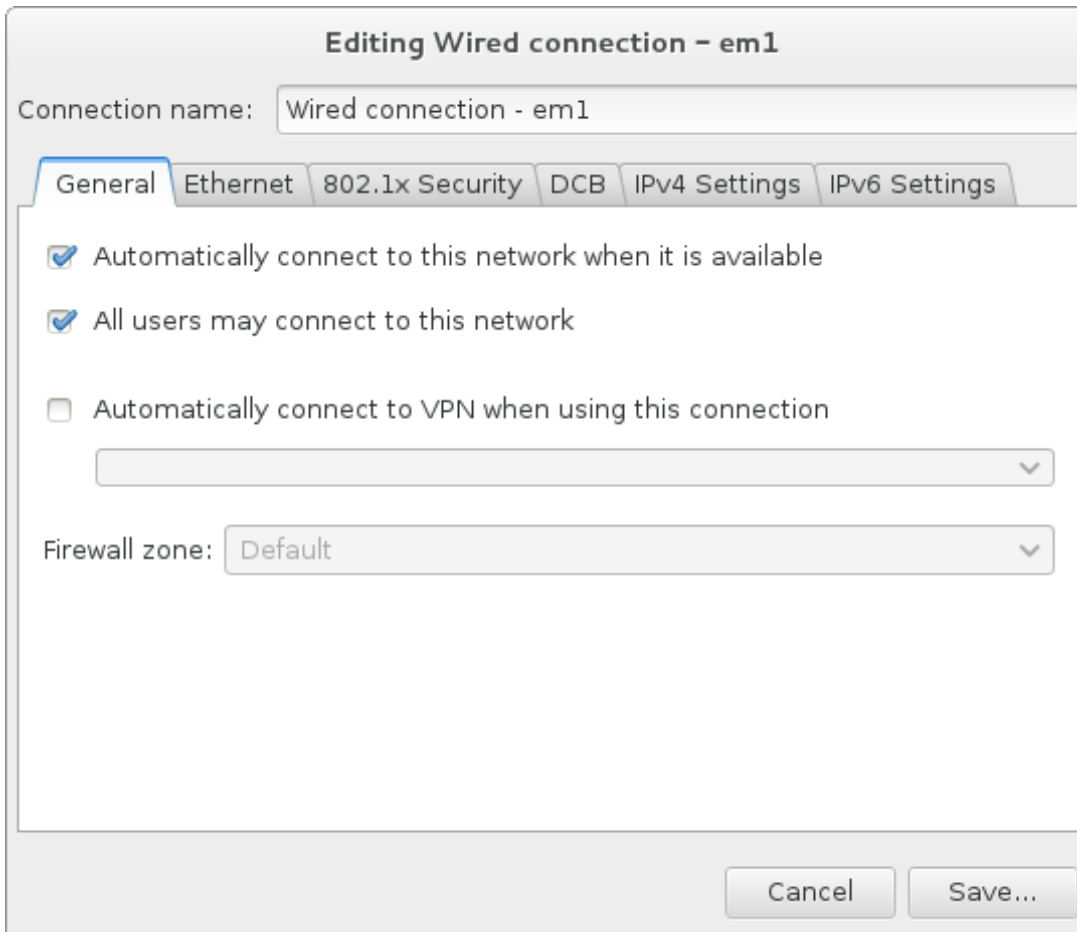 Editing Wired connection – em1
Connection name: Wired connection - em1
General Ethernet 802.1x Security DCB IPv4 Settings IPv6 Settings
Automatically connect to this network when it is available
All users may connect to this network
Automatically connect to VPN when using this connection
Firewall zone: Default
Cancel Save...